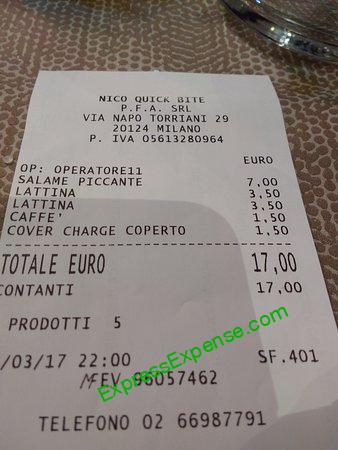 NICO QUICK BITE
P.F.A. SRL
VIA NAPO TORRIANI 29
20124 MILANO
P. IVA 05613280964
EURO
OP: OPERATORE11
SALAME PICCANTE 7,00
LATTINA 3,50
LATTINA 3,50
CAFFE' 1,50
COVER CHARGE COPERTO 1,50
TOTALE EURO 17,00
CONTANTI 17,00
PRODOTTI 5
/03/17 22:00 SF.401
MFEV 96057462
TELEFONO 02 66987791
ExpressExpense.com